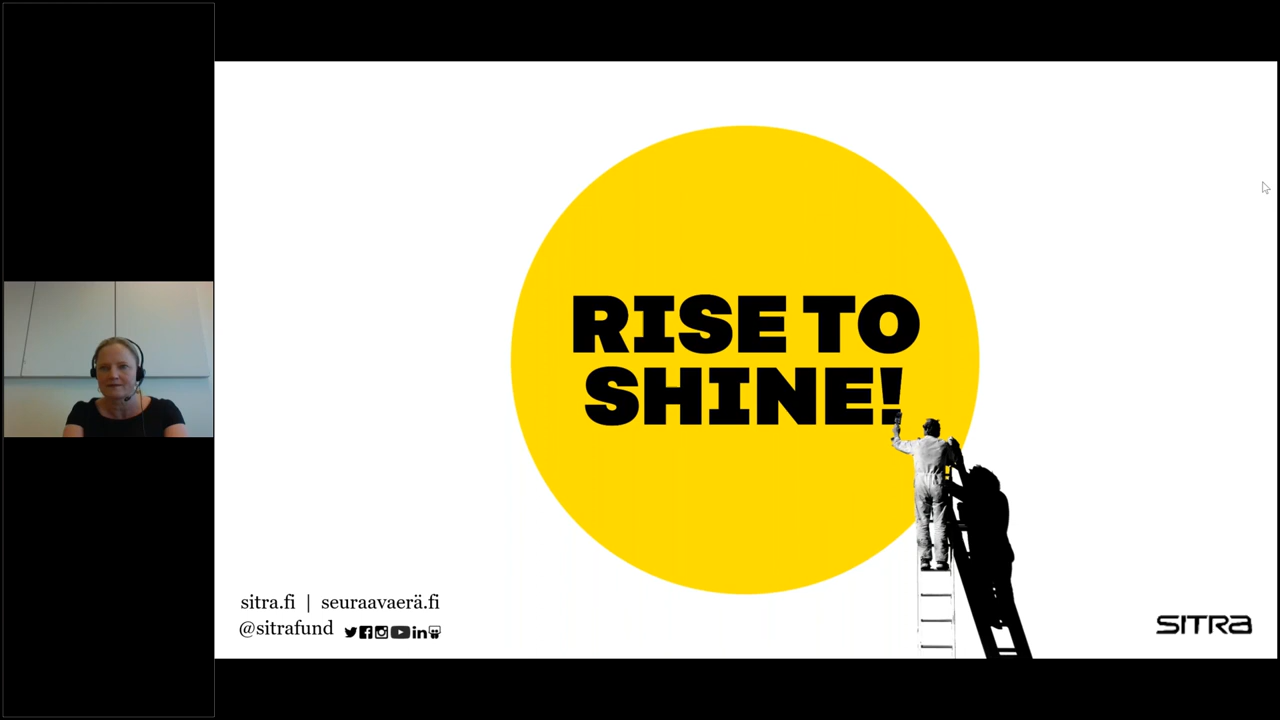 RISE TO
SHINE!
sitra.fi | seuraavaerä.fi
@sitrafund
SITRA